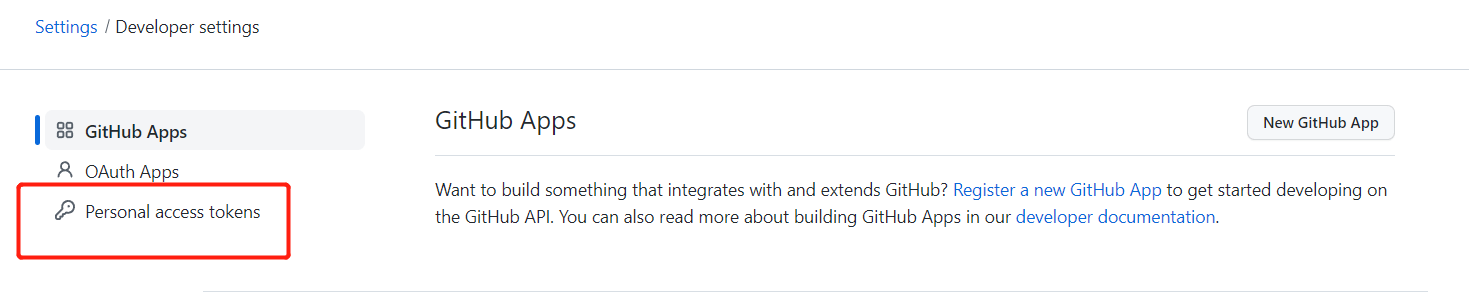 Settings / Developer settings
GitHub Apps
OAuth Apps
Personal access tokens
GitHub Apps
New GitHub App
Want to build something that integrates with and extends GitHub? Register a new GitHub App to get started developing on
the GitHub API. You can also read more about building GitHub Apps in our developer documentation.